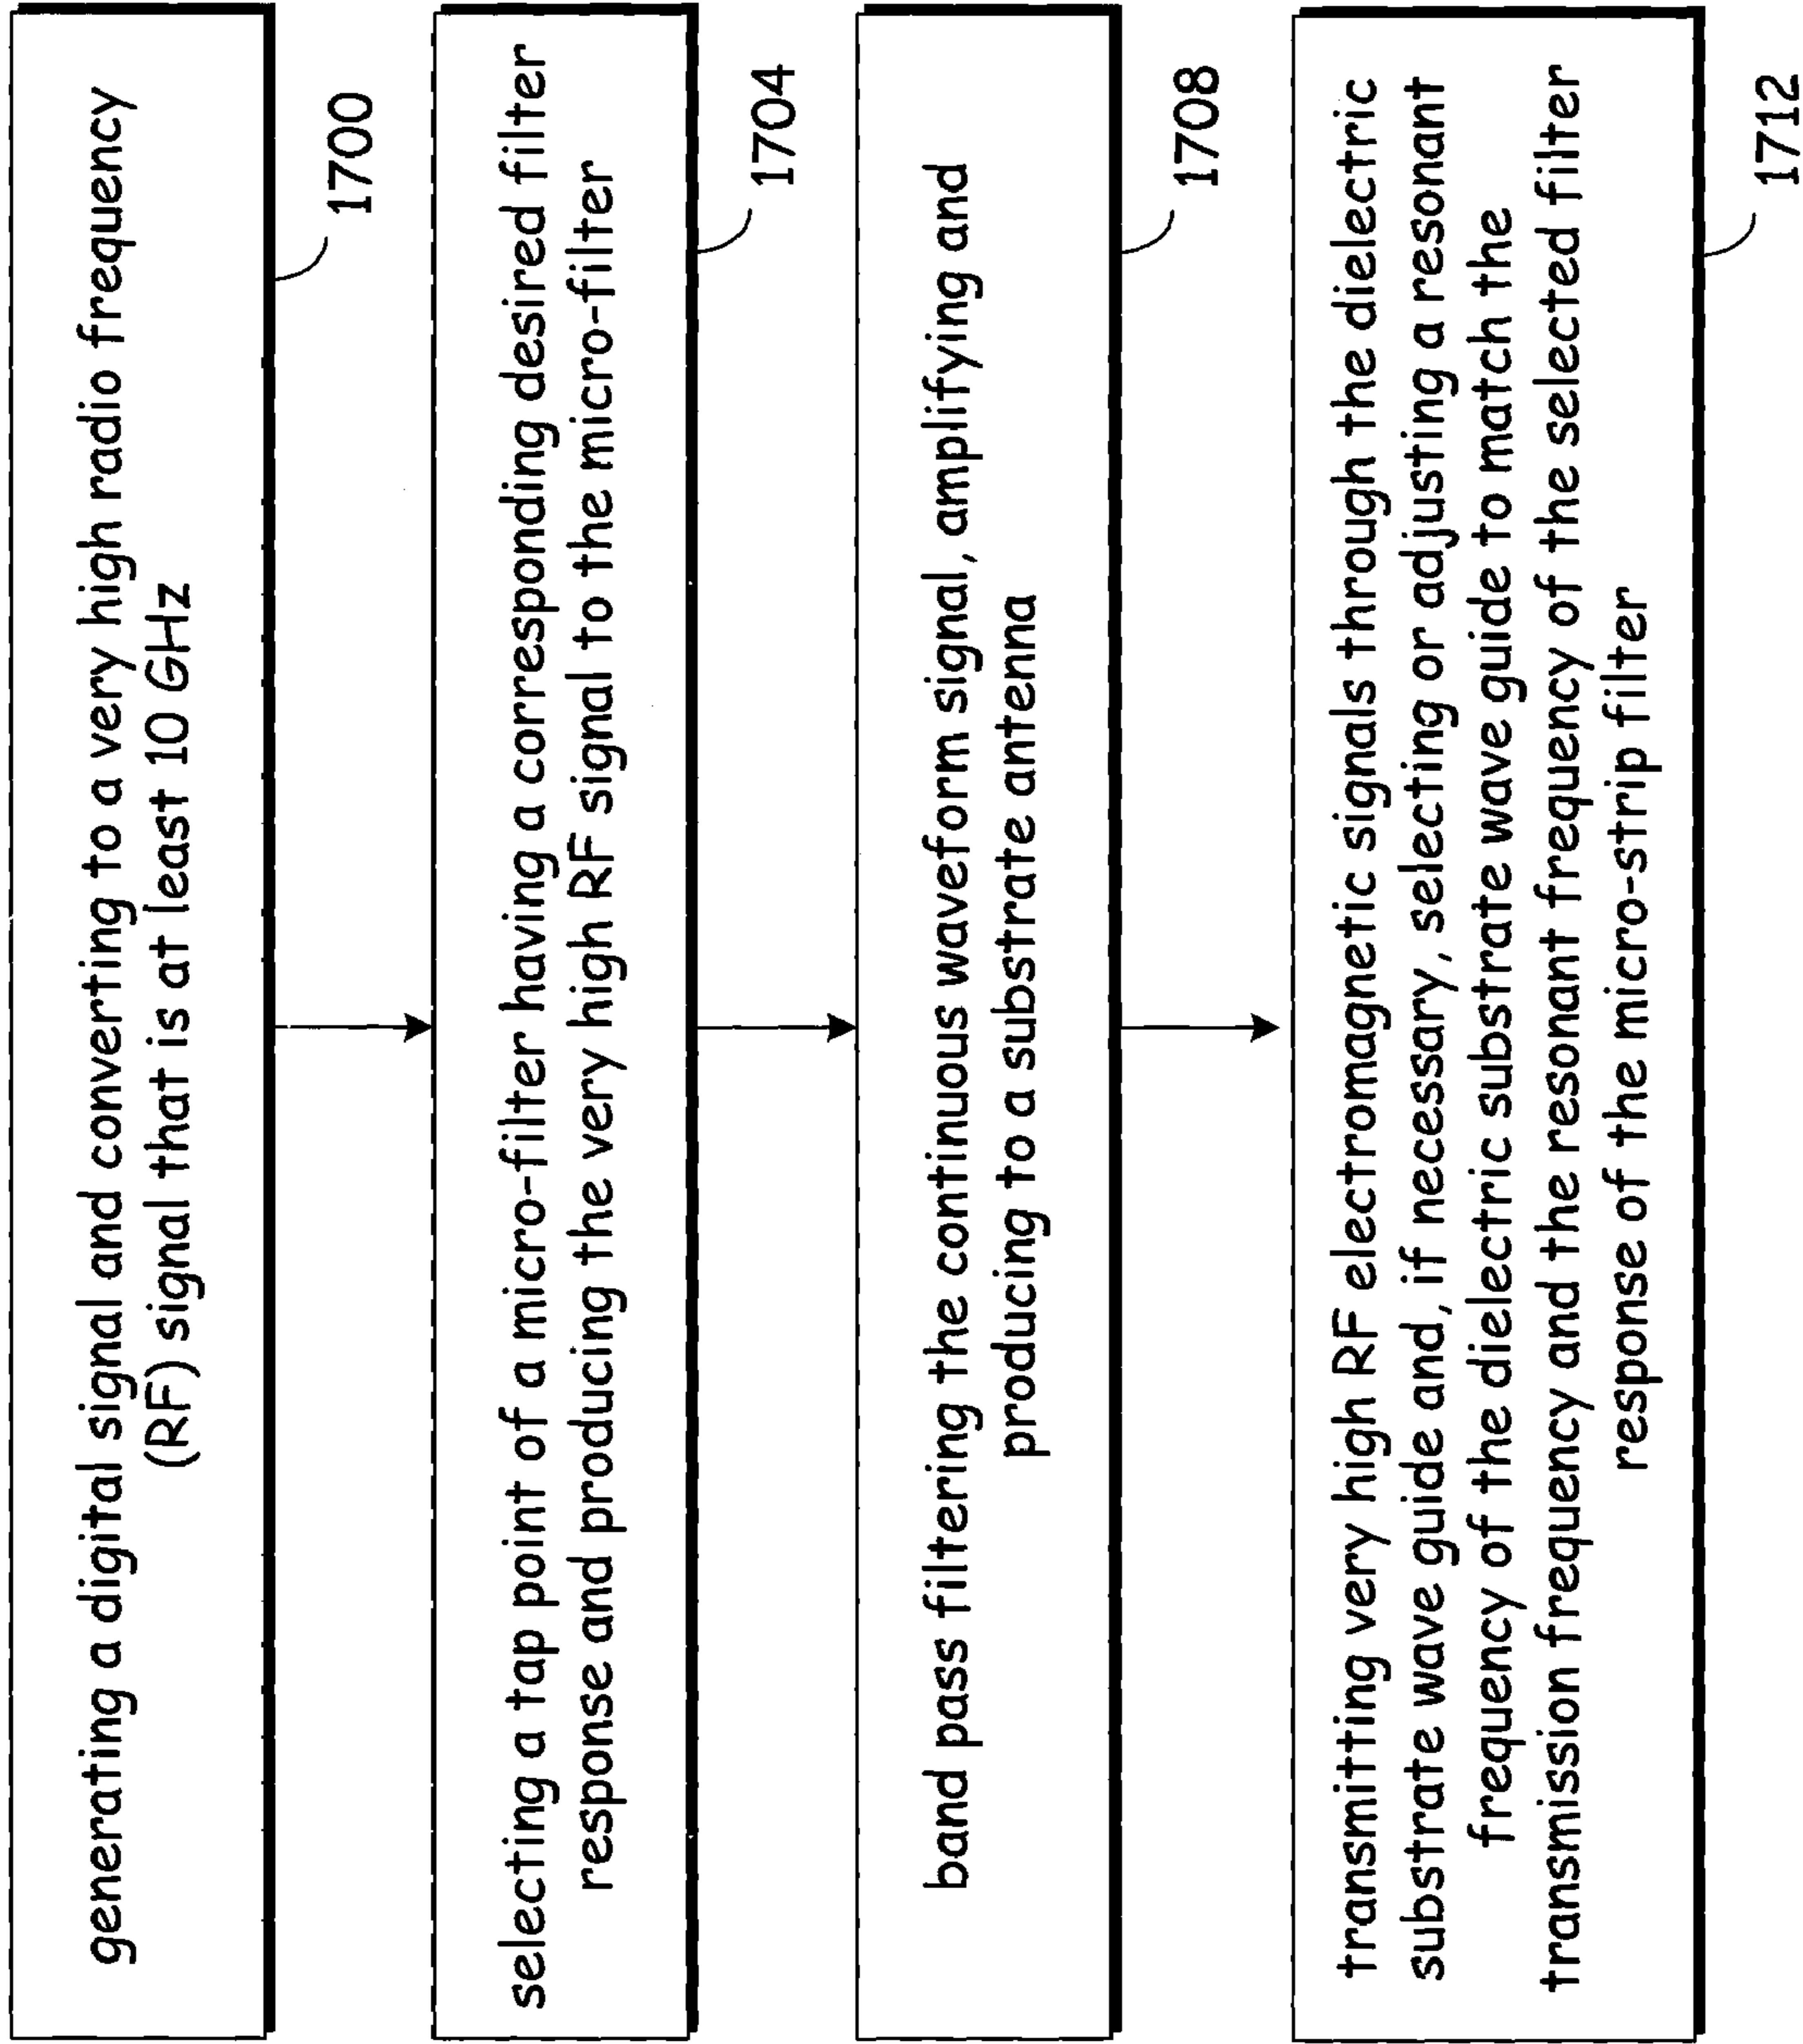 generating a digital signal and converting to a very high radio frequency
(RF) signal that is at least 10 GHz
1700
selecting a tap point of a micro-filter having a corresponding desired filter
response and producing the very high RF signal to the micro-filter
1704
band pass filtering the continuous waveform signal, amplifying and
producing to a substrate antenna
1708
transmitting very high RF electromagnetic signals through the dielectric
substrate wave guide and, if necessary, selecting or adjusting a resonant
frequency of the dielectric substrate wave guide to match the
transmission frequency and the resonant frequency of the selected filter
response of the micro-strip filter
1712